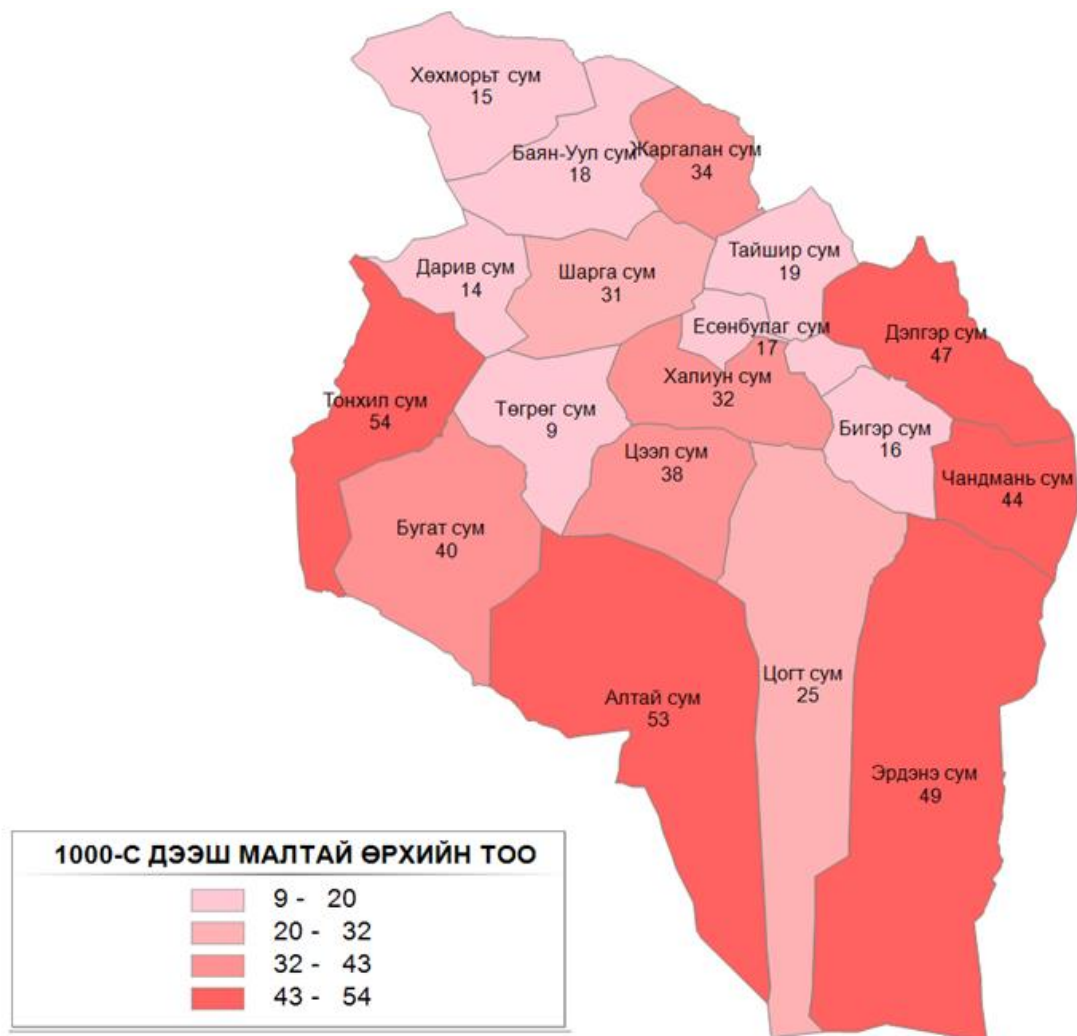 Хөхморьт сум
15
Баян-Уул сум
18
Жаргалан сум
34
Тайшир сум
19
Дарив сум
14
Шарга сум
31
Есөнбулаг сум
17
Дэлгэр сум
47
Халиун сум
32
Тонхил сум
54
Төгрөг сум
9
Бигэр сум
16
Цээл сум
38
Чандмань сум
44
Бугат сум
40
Цогт сум
25
Алтай сум
53
Эрдэнэ сум
49
1000-С ДЭЭШ МАЛТАЙ ӨРХИЙН ТОО
9 - 20
20 - 32
32 - 43
43 - 54